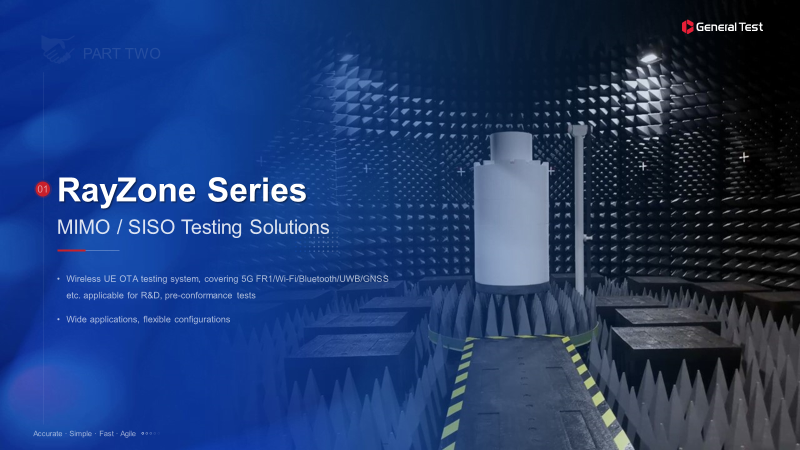 General Test
PART TWO
01
RayZone Series
MIMO / SISO Testing Solutions
• Wireless UE OTA testing system, covering 5G FR1/Wi-Fi/Bluetooth/UWB/GNSS
etc. applicable for R&D, pre-conformance tests
• Wide applications, flexible configurations
Accurate · Simple · Fast · Agile